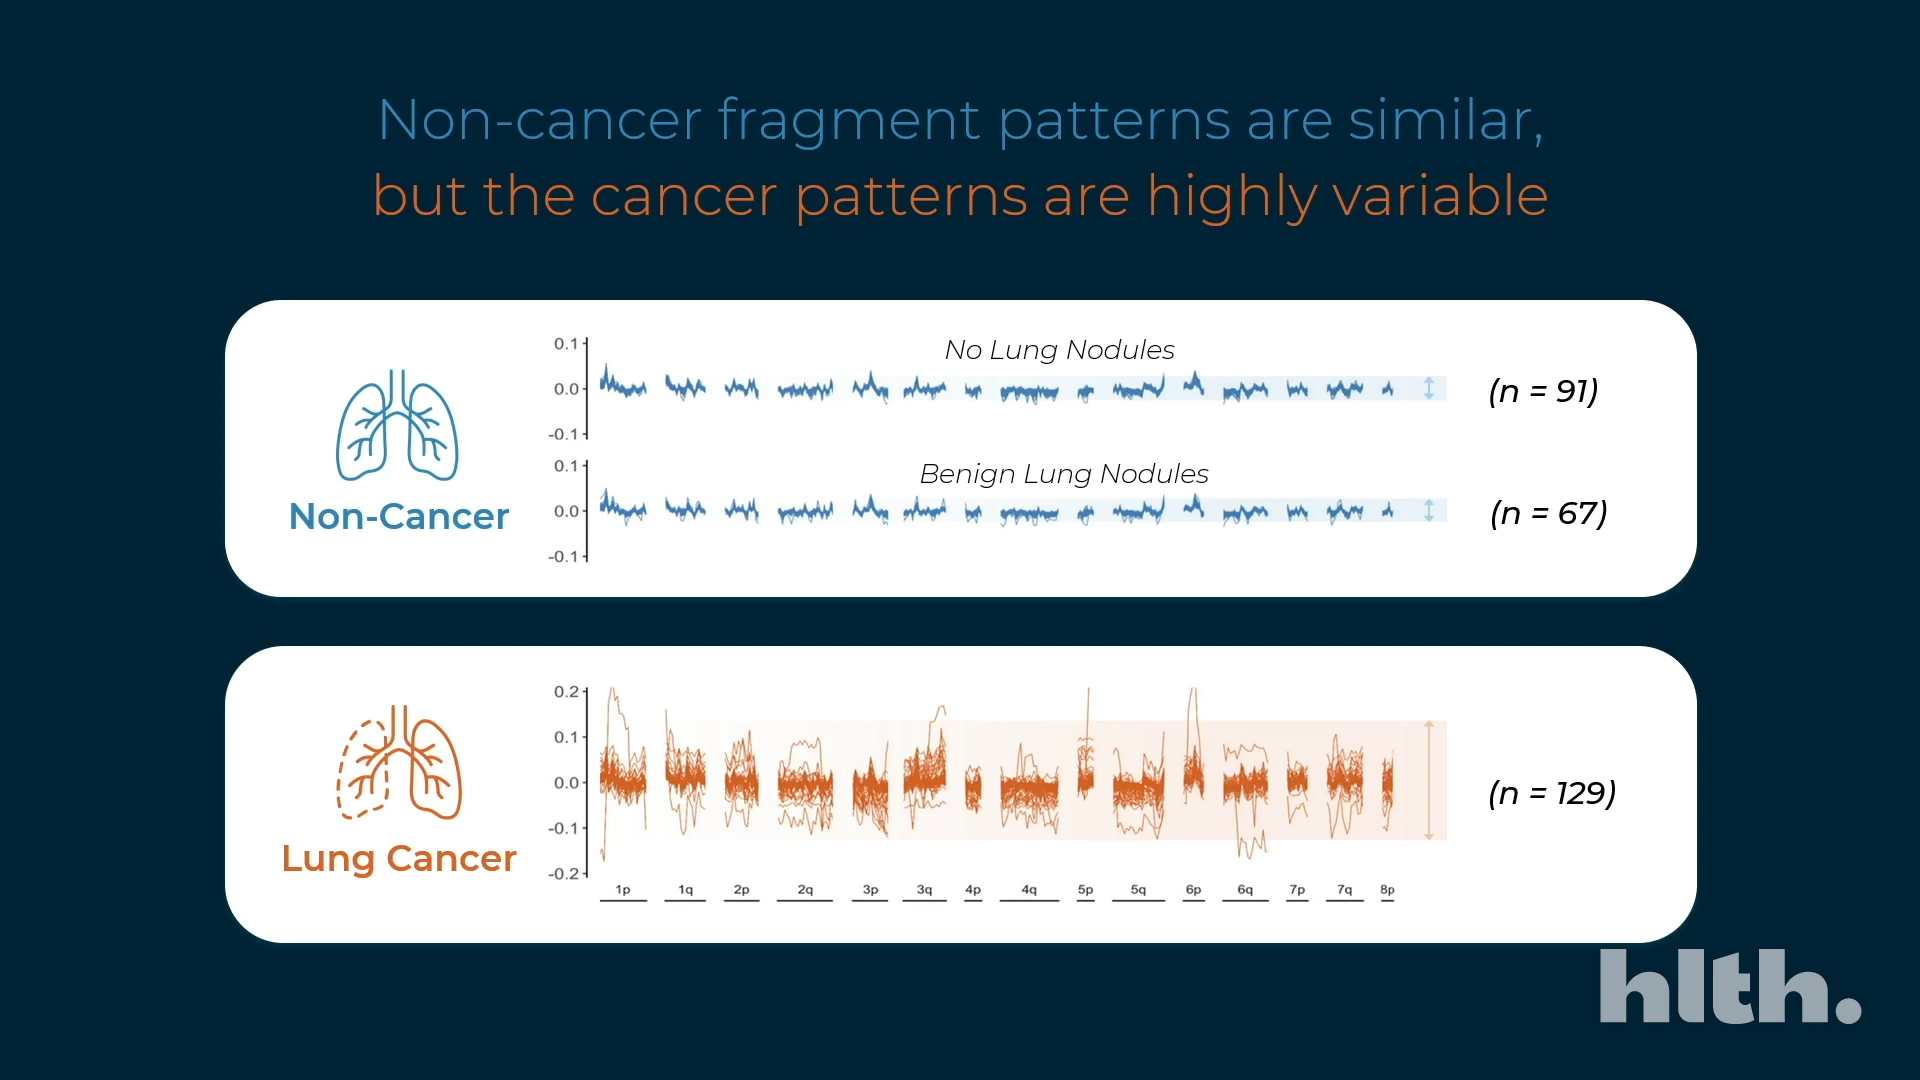 Non-cancer fragment patterns are similar,
but the cancer patterns are highly variable
Non-Cancer
No Lung Nodules
0.1
0.0
-0.1
(n = 91)
Benign Lung Nodules
0.1
0.0
-0.1
(n = 67)
Lung Cancer
0.2
0.1
0.0
-0.1
-0.2
(n = 129)
1p 1q 2p 2q 3p 3q 4p 4q 5p 5q 6p 6q 7p 7q 8p
hlth.